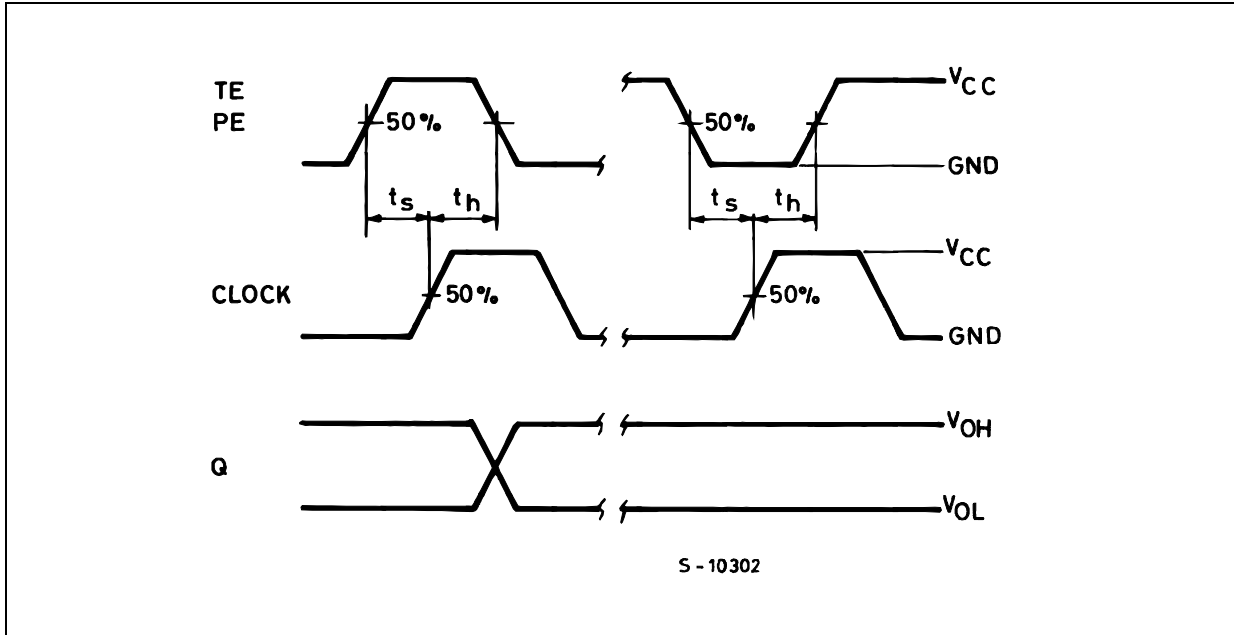 TE
PE
50%
50%
VCC
GND
ts
th
ts
th
CLOCK
50%
50%
VCC
GND
Q
VOH
VOL
S-10302